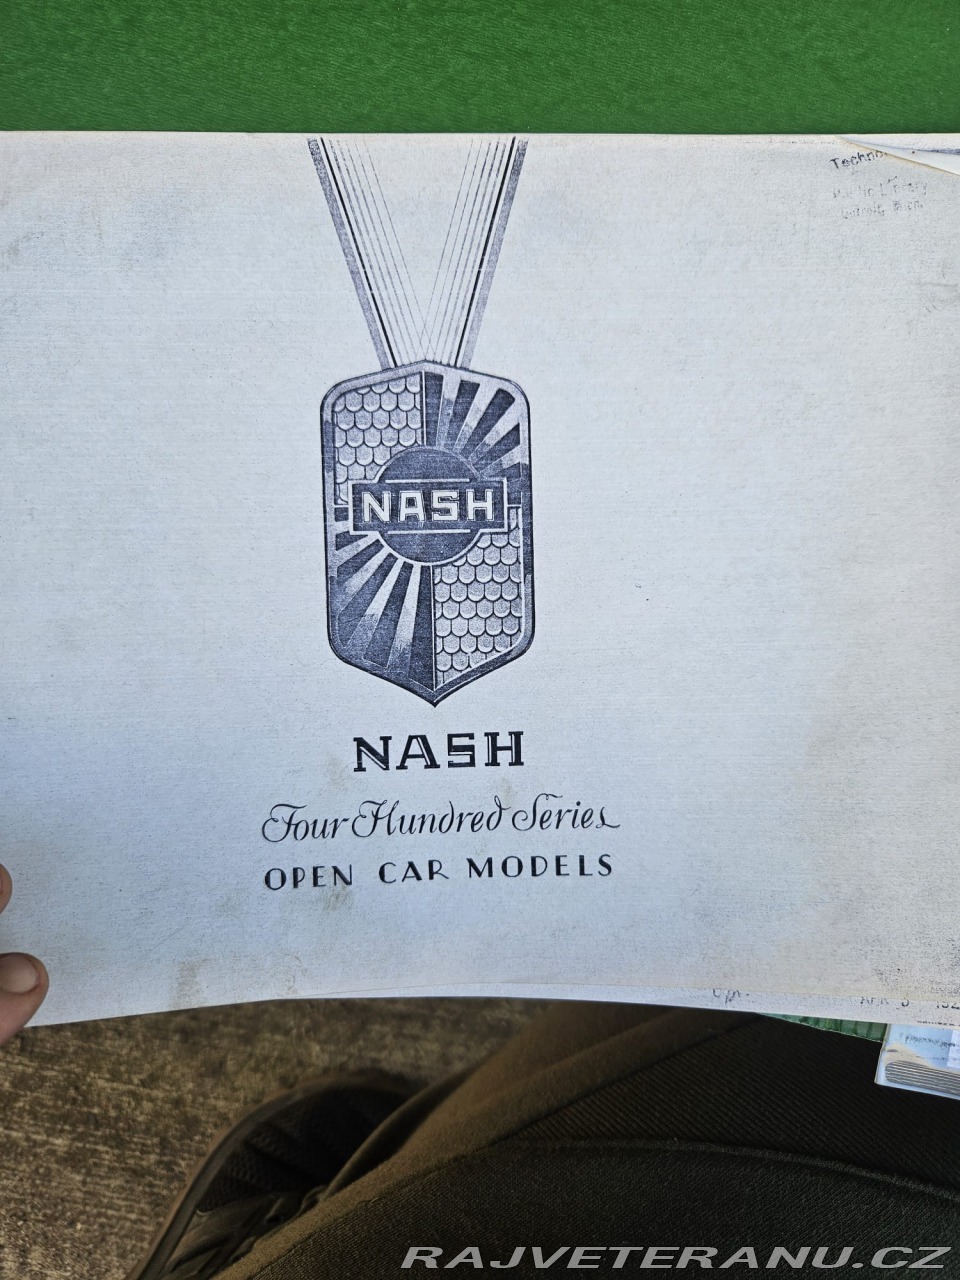 NASH
NASH
Four Hundred Series
OPEN CAR MODELS
RAJVETERANU.CZ